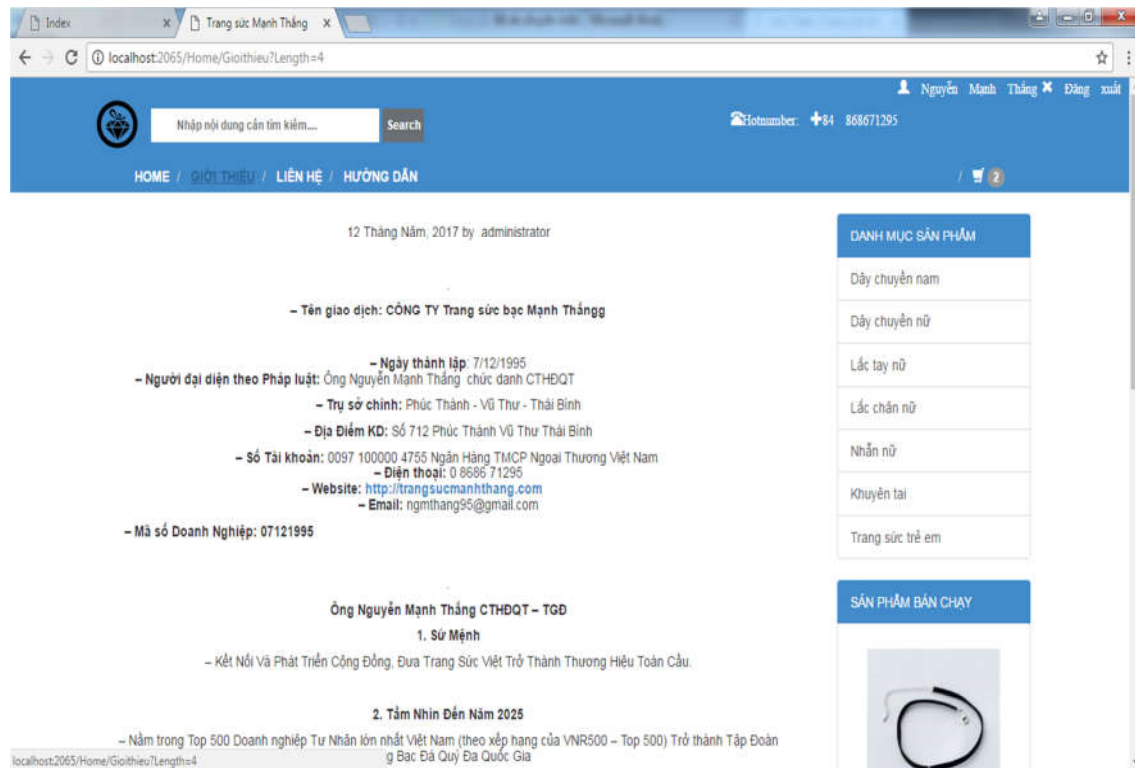 Index
Trang sức Mạnh Thắng
localhost:2065/Home/Gioithieu?Length=4
Nguyễn Mạnh Thắng Đăng xuất
Nhập nội dung cần tìm kiếm....
Search
Hotnumber: +84 868671295
HOME / GIỚI THIỆU / LIÊN HỆ / HƯỚNG DẪN
/ 2
12 Tháng Năm, 2017 by administrator
– Tên giao dịch: CÔNG TY Trang sức bạc Mạnh Thắngg
– Ngày thành lập: 7/12/1995
– Người đại diện theo Pháp luật: Ông Nguyễn Mạnh Thắng chức danh CTHĐQT
– Trụ sở chính: Phúc Thành - Vũ Thư - Thái Bình
– Địa Điểm KD: Số 712 Phúc Thành Vũ Thư Thái Bình
– Số Tài khoản: 0097 100000 4755 Ngân Hàng TMCP Ngoại Thương Việt Nam
– Điện thoại: 0 8686 71295
– Website: http://trangsucmanhthang.com
– Email: ngmthang95@gmail.com
– Mã số Doanh Nghiệp: 07121995
Ông Nguyễn Mạnh Thắng CTHĐQT – TGĐ
1. Sứ Mệnh
– Kết Nối Và Phát Triển Cộng Đồng, Đưa Trang Sức Việt Trở Thành Thương Hiệu Toàn Cầu.
2. Tầm Nhìn Đến Năm 2025
– Nằm trong Top 500 Doanh nghiệp Tư Nhân lớn nhất Việt Nam (theo xếp hạng của VNR500 – Top 500) Trở thành Tập Đoàn
g Bạc Đá Quý Đa Quốc Gia
localhost:2065/Home/Gioithieu?Length=4
DANH MỤC SẢN PHẨM
Dây chuyền nam
Dây chuyền nữ
Lắc tay nữ
Lắc chân nữ
Nhẫn nữ
Khuyên tai
Trang sức trẻ em
SẢN PHẨM BÁN CHẠY